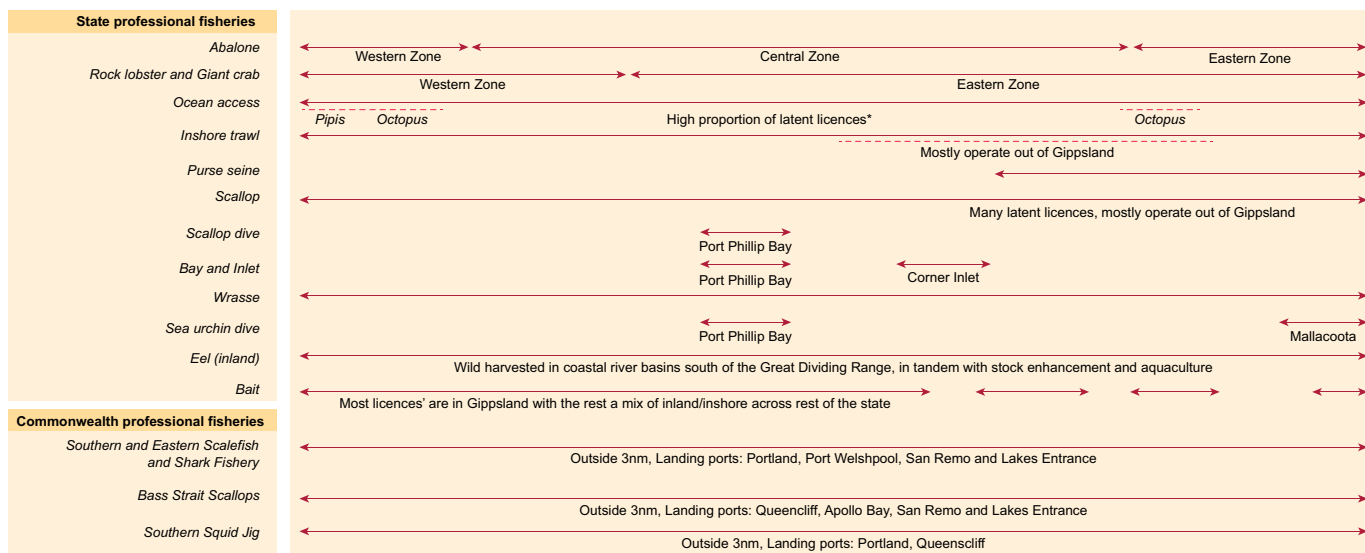 State professional fisheries
Abalone
Western Zone Central Zone Eastern Zone
Rock lobster and Giant crab
Western Zone Eastern Zone
Ocean access
Pipis Octopus High proportion of latent licences* Octopus
Inshore trawl
Mostly operate out of Gippsland
Purse seine
Scallop
Many latent licences, mostly operate out of Gippsland
Scallop dive
Port Phillip Bay
Bay and Inlet
Port Phillip Bay Corner Inlet
Wrasse
Sea urchin dive
Port Phillip Bay Mallacoota
Eel (inland)
Wild harvested in coastal river basins south of the Great Dividing Range, in tandem with stock enhancement and aquaculture
Bait
Most licences’ are in Gippsland with the rest a mix of inland/inshore across rest of the state
Commonwealth professional fisheries
Southern and Eastern Scalefish
and Shark Fishery
Outside 3nm, Landing ports: Portland, Port Welshpool, San Remo and Lakes Entrance
Bass Strait Scallops
Outside 3nm, Landing ports: Queencliff, Apollo Bay, San Remo and Lakes Entrance
Southern Squid Jig
Outside 3nm, Landing ports: Portland, Queenscliff